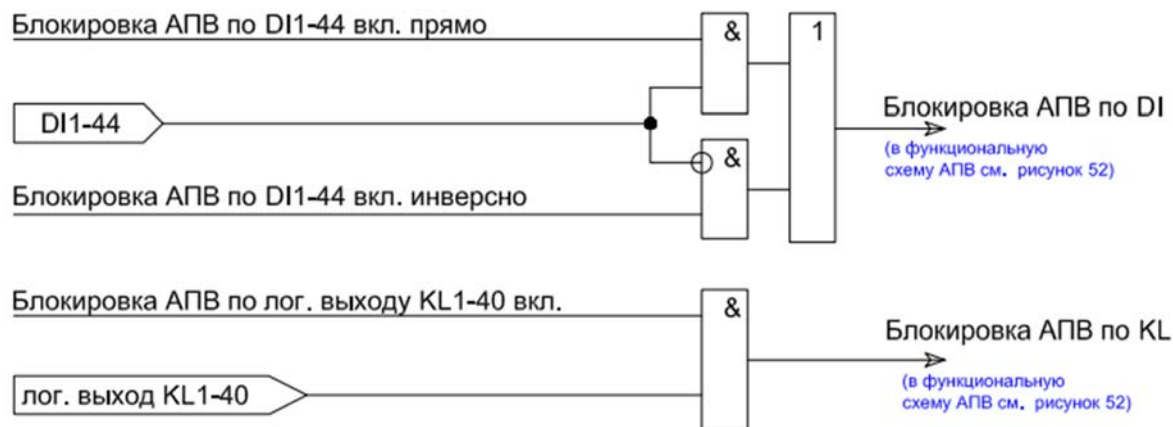 Блокировка АПВ по DI1-44 вкл. прямо
&
1
DI1-44
Блокировка АПВ по DI
(в функциональную
схему АПВ см. рисунок 52)
&
Блокировка АПВ по DI1-44 вкл. инверсно
Блокировка АПВ по лог. выходу KL1-40 вкл.
&
Блокировка АПВ по KL
(в функциональную
схему АПВ см. рисунок 52)
лог. выход KL1-40